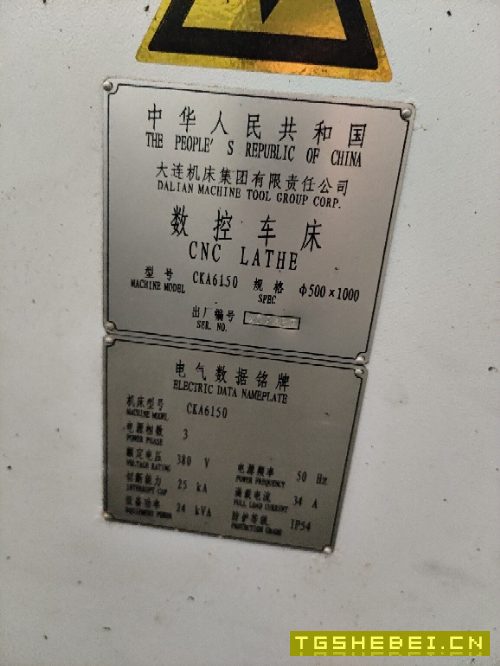 中华人民共和国
THE PEOPLE'S REPUBLIC OF CHINA
大连机床集团有限责任公司
DALIAN MACHINE TOOL GROUP CORP.
数控车床
CNC LATHE
型号 CKA6150 规格 φ500×1000
MACHINE MODEL SPEC
出厂编号
SER. NO.
电气数据铭牌
ELECTRIC DATA NAMEPLATE
机床型号 CKA6150
MACHINE MODEL
电源相数 3
POWER PHASE
额定电压 380 V 电源频率 50 Hz
VOLTAGE RATING POWER FREQUENCY
切断能力 25 kA 满载电流 34 A
INTERRUPT CAP FULL LOAD CURRENT
设备功率 24 kVA 防护等级 IP54
EQUIPMENT POWER PROTECTION GRADE
TGSHEBEI.CN